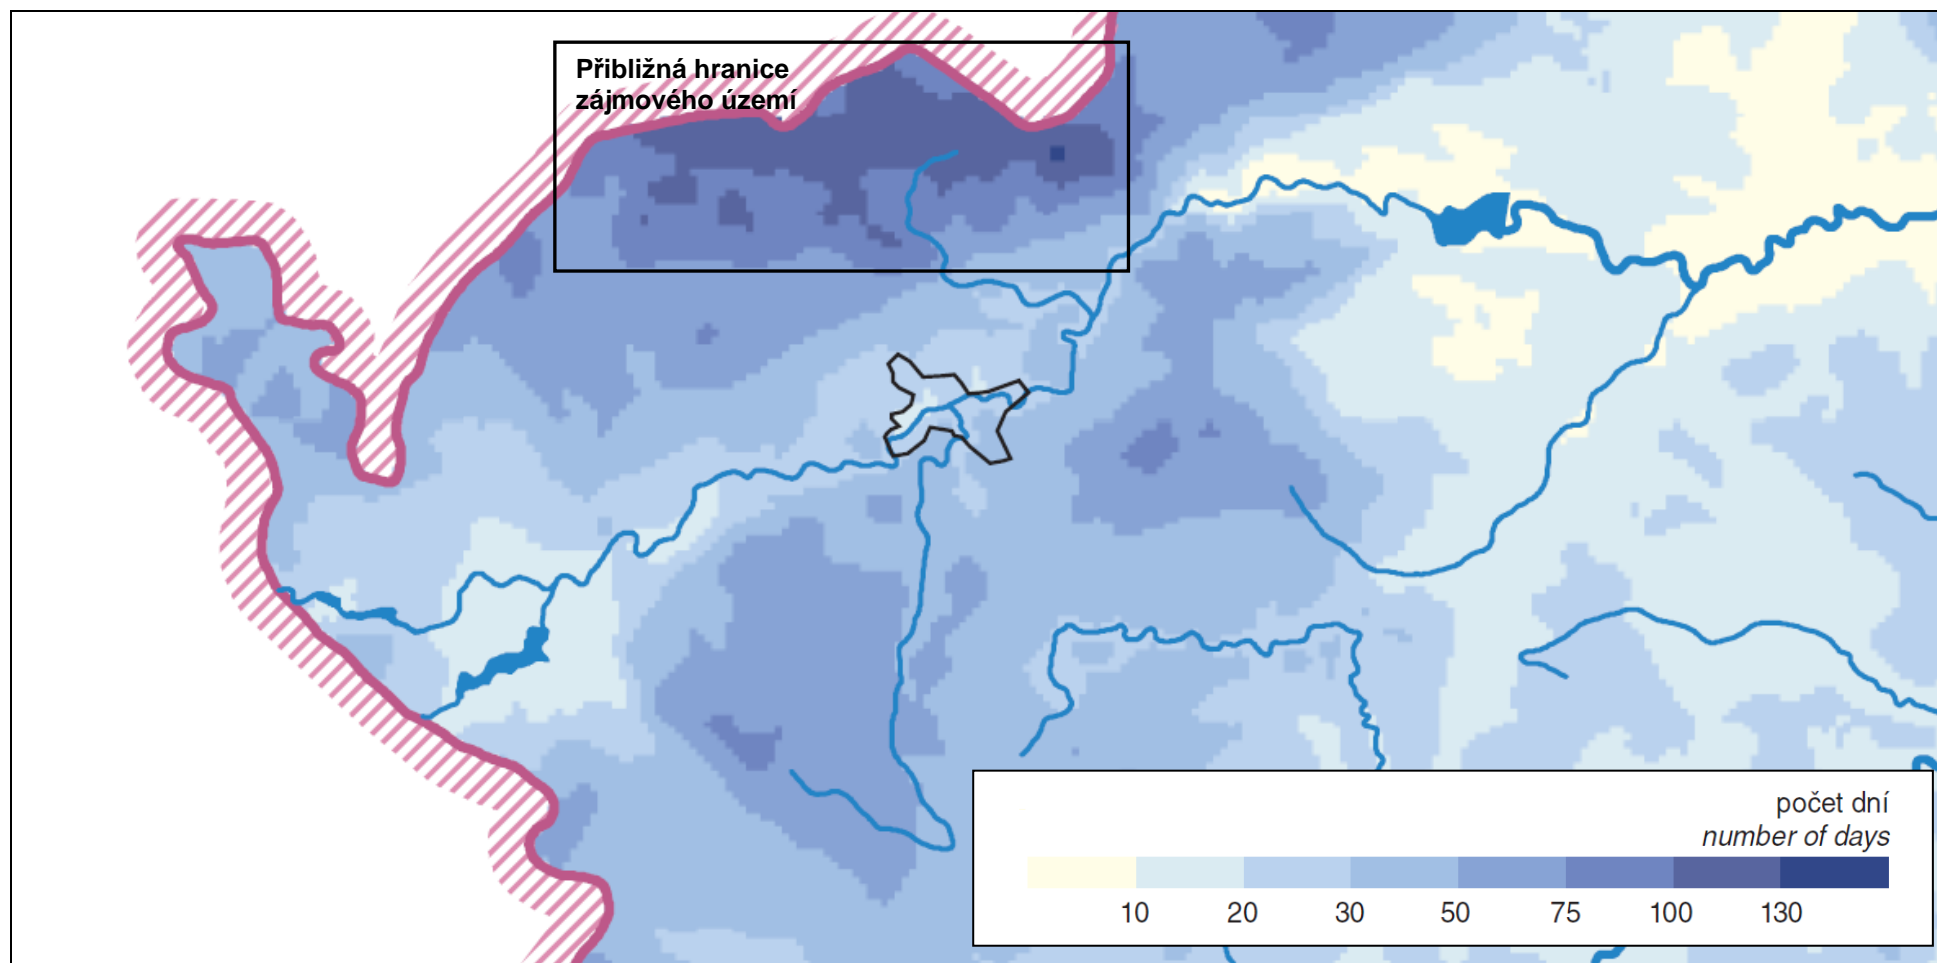 Přibližná hranice
zájmového území
počet dní
number of days
10 20 30 50 75 100 130